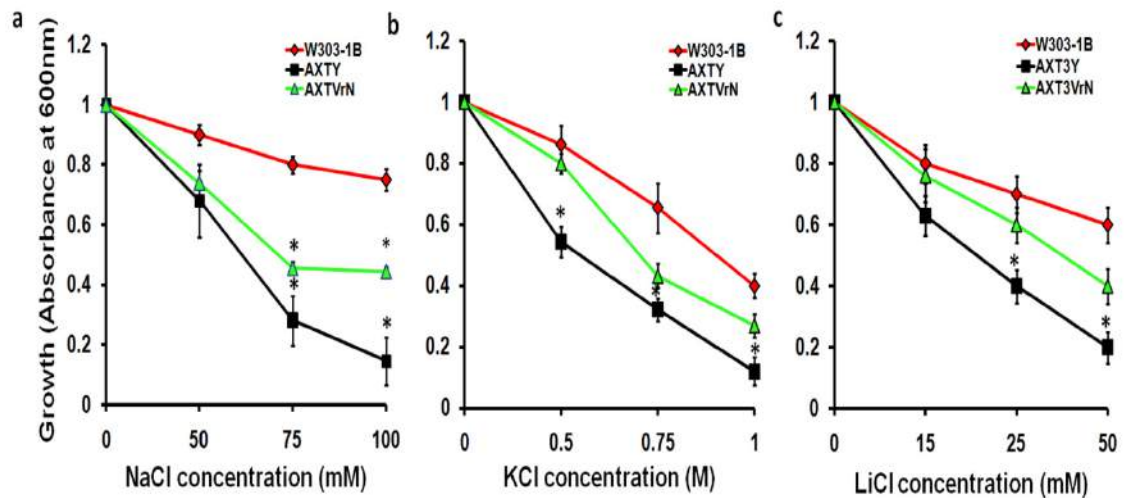 a
1.2
1
0.8
0.6
0.4
0.2
0
Growth (Absorbance at 600nm)
W303-1B
AXTY
AXTVrN
*
*
*
*
0
50
75
100
NaCl concentration (mM)
b
1.2
1
0.8
0.6
0.4
0.2
0
W303-1B
AXTY
AXTVrN
*
*
*
0
0.5
0.75
1
KCl concentration (M)
c
1.2
1
0.8
0.6
0.4
0.2
0
W303-1B
AXT3Y
AXT3VrN
*
*
0
15
25
50
LiCl concentration (mM)